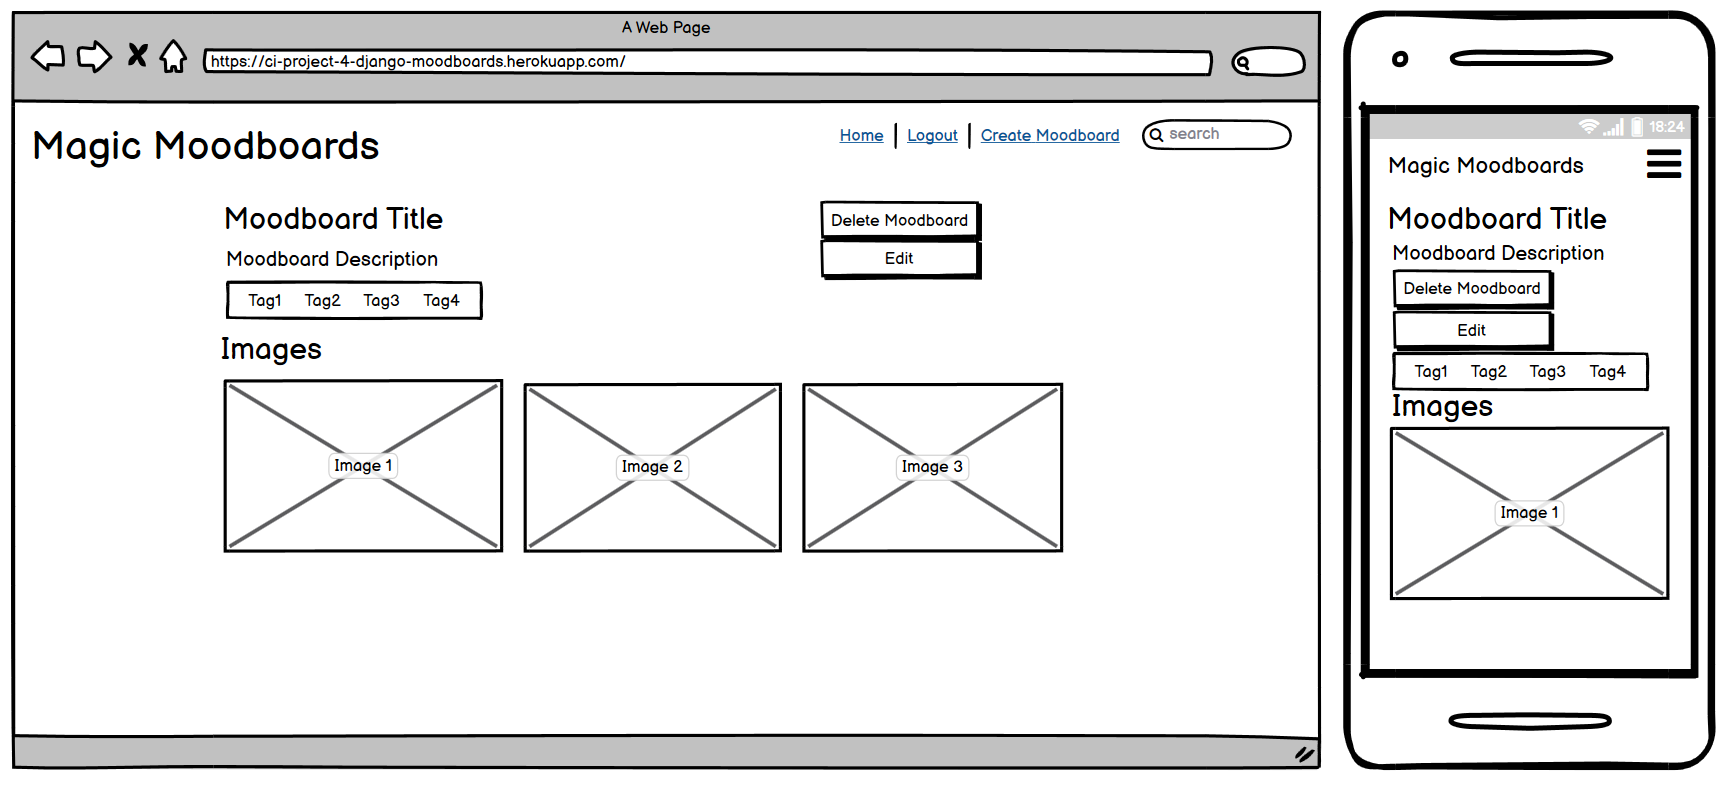 A Web Page
https://ci-project-4-django-moodboards.herokuapp.com/
Magic Moodboards
Home | Logout | Create Moodboard
search
Moodboard Title
Moodboard Description
Delete Moodboard
Edit
Tag1 Tag2 Tag3 Tag4
Images
Image 1
Image 2
Image 3
18:24
Magic Moodboards
Moodboard Title
Moodboard Description
Delete Moodboard
Edit
Tag1 Tag2 Tag3 Tag4
Images
Image 1